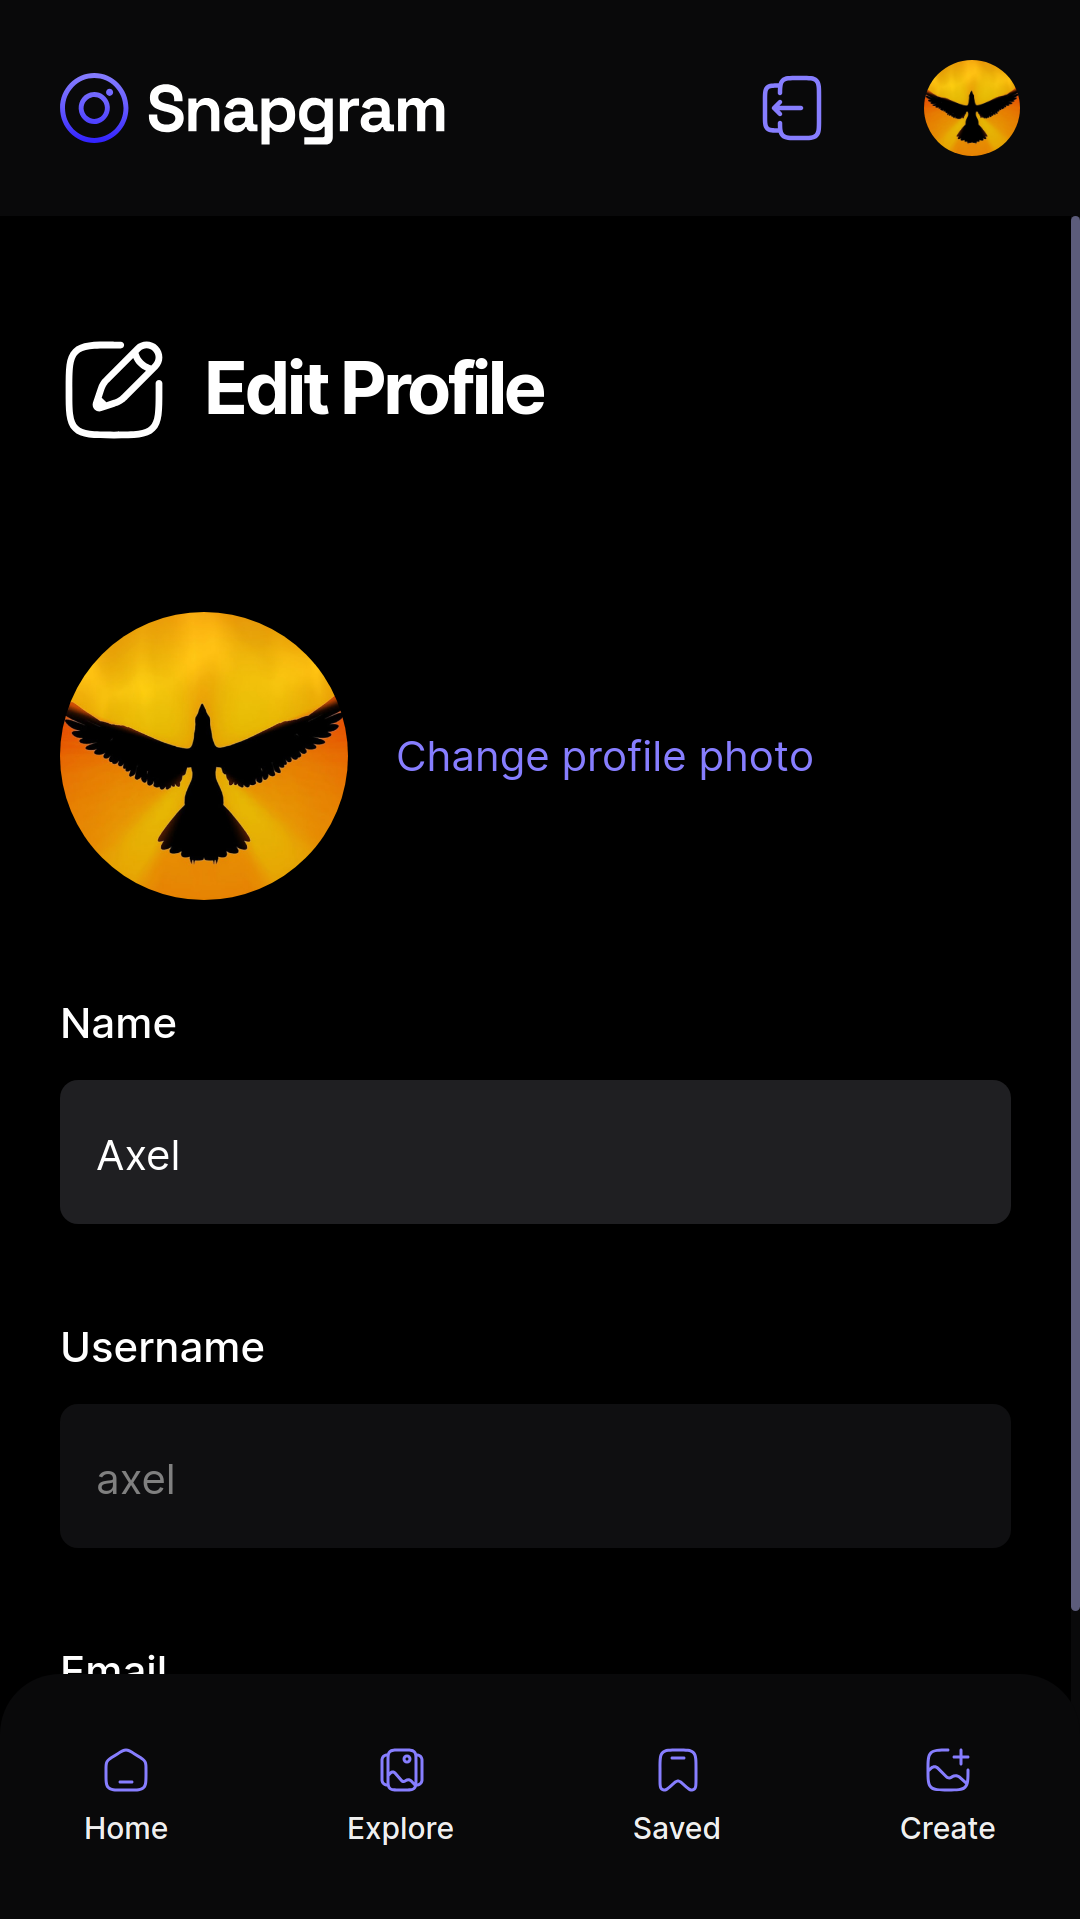 Snapgram
Edit Profile
Change profile photo
Name
Axel
Username
axel
Email
Home
Explore
Saved
Create